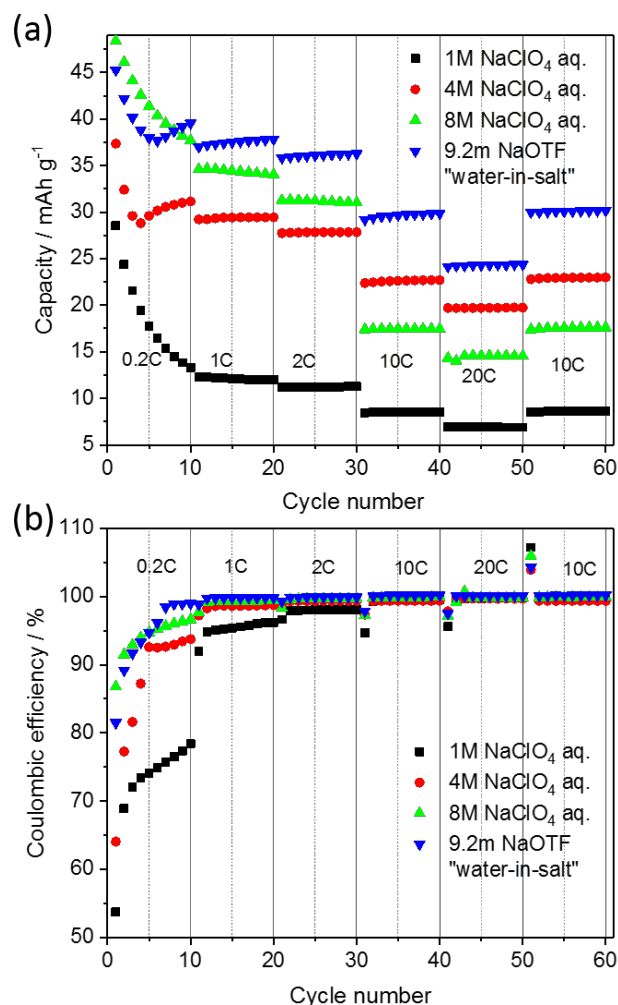 (a)
1M NaClO₄ aq.
4M NaClO₄ aq.
8M NaClO₄ aq.
9.2m NaOTF
"water-in-salt"
45
40
35
30
25
20
15
10
5
Capacity / mAh g⁻¹
0.2C 1C 2C 10C 20C 10C
0 10 20 30 40 50 60
Cycle number
(b)
110
100
90
80
70
60
50
Coulombic efficiency / %
0.2C 1C 2C 10C 20C 10C
1M NaClO₄ aq.
4M NaClO₄ aq.
8M NaClO₄ aq.
9.2m NaOTF
"water-in-salt"
0 10 20 30 40 50 60
Cycle number